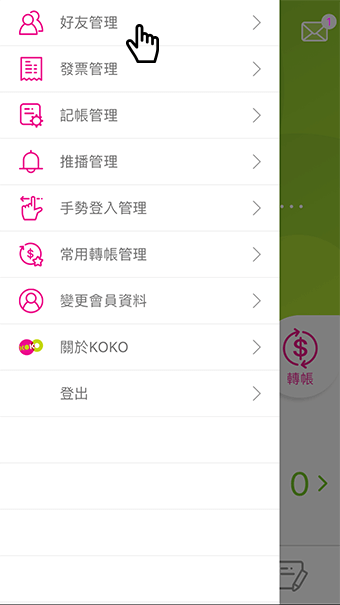 好友管理
1
發票管理
記帳管理
推播管理
手勢登入管理
常用轉帳管理
變更會員資料
KOKO
關於KOKO
轉帳
登出
0